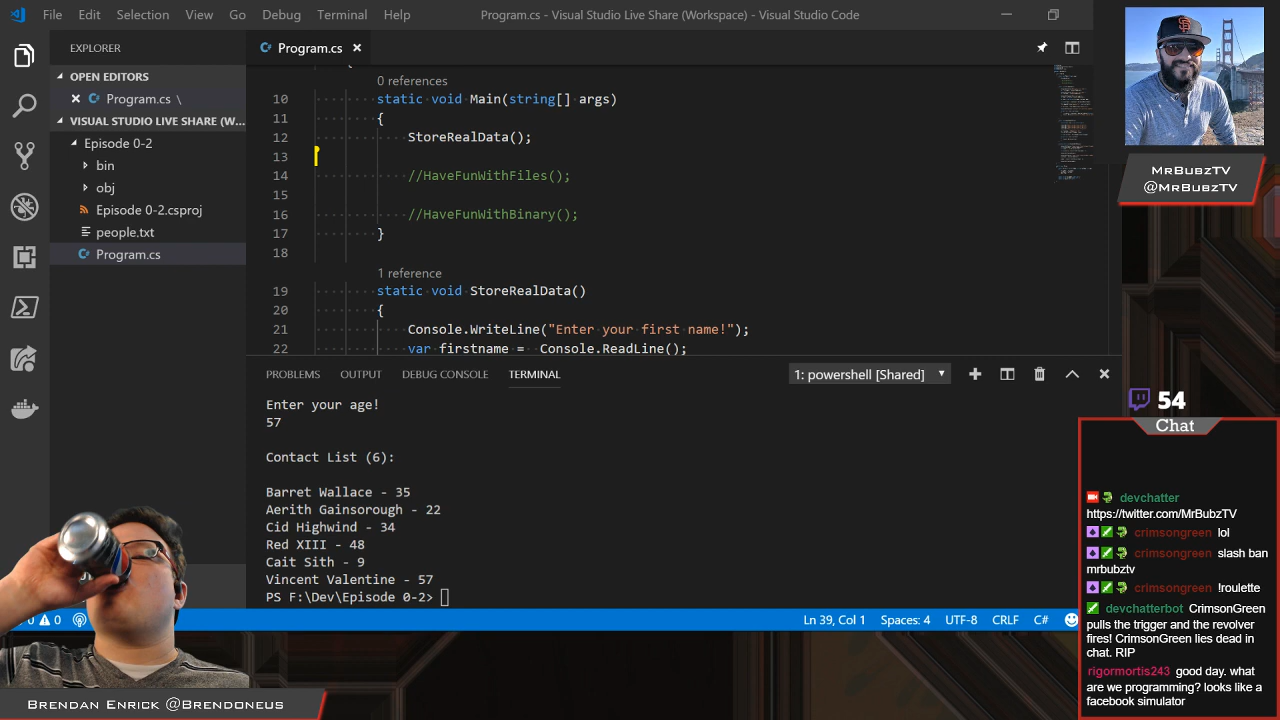 File Edit Selection View Go Debug Terminal Help
Program.cs - Visual Studio Live Share (Workspace) - Visual Studio Code
EXPLORER
OPEN EDITORS
Program.cs \
VISUAL STUDIO LIVE SHARE (W...
Episode 0-2
bin
obj
Episode 0-2.csproj
people.txt
Program.cs
Program.cs
0 references
10 static void Main(string[] args)
11 {
12 StoreRealData();
13
14 //HaveFunWithFiles();
15
16 //HaveFunWithBinary();
17 }
18
1 reference
19 static void StoreRealData()
20 {
21 Console.WriteLine("Enter your first name!");
22 var firstname = Console.ReadLine();
PROBLEMS OUTPUT DEBUG CONSOLE TERMINAL
1: powershell [Shared]
Enter your age!
57
Contact List (6):
Barret Wallace - 35
Aerith Gainsorough - 22
Cid Highwind - 34
Red XIII - 48
Cait Sith - 9
Vincent Valentine - 57
PS F:\Dev\Episode 0-2>
0 0 Ln 39, Col 1 Spaces: 4 UTF-8 CRLF C#
MrBubzTV
@MrBubzTV
54
Chat
devchatter
https://twitter.com/MrBubzTV
crimsongreen lol
crimsongreen slash ban
mrbubztv
crimsongreen !roulette
devchatterbot CrimsonGreen
pulls the trigger and the revolver
fires! CrimsonGreen lies dead in
chat. RIP
rigormortis243 good day. what
are we programming? looks like a
facebook simulator
Brendan Enrick @Brendoneus